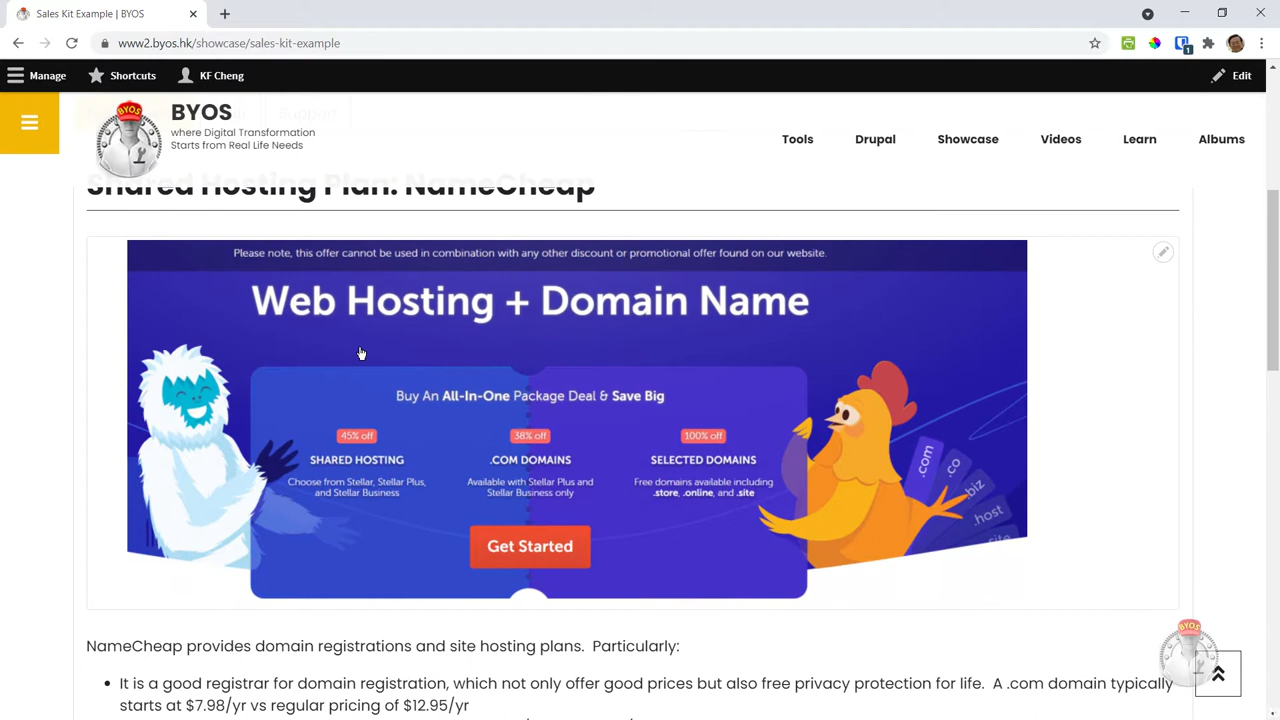 Sales Kit Example | BYOS
www2.byos.hk/showcase/sales-kit-example
1
Manage
Shortcuts
KF Cheng
Edit
Support
BYOS
BYOS
where Digital Transformation
Starts from Real Life Needs
Tools
Drupal
Showcase
Videos
Learn
Albums
Shared Hosting Plan: NameCheap
Please note, this offer cannot be used in combination with any other discount or promotional offer found on our website.
Web Hosting + Domain Name
Buy An All-In-One Package Deal & Save Big
45% off
SHARED HOSTING
Choose from Stellar, Stellar Plus,
and Stellar Business
38% off
.COM DOMAINS
Available with Stellar Plus and
Stellar Business only
100% off
SELECTED DOMAINS
Free domains available including
.store, .online, and .site
Get Started
.com
.co
.biz
.host
.site
BYOS
NameCheap provides domain registrations and site hosting plans.  Particularly:
It is a good registrar for domain registration, which not only offer good prices but also free privacy protection for life.  A .com domain typically
starts at $7.98/yr vs regular pricing of $12.95/yr